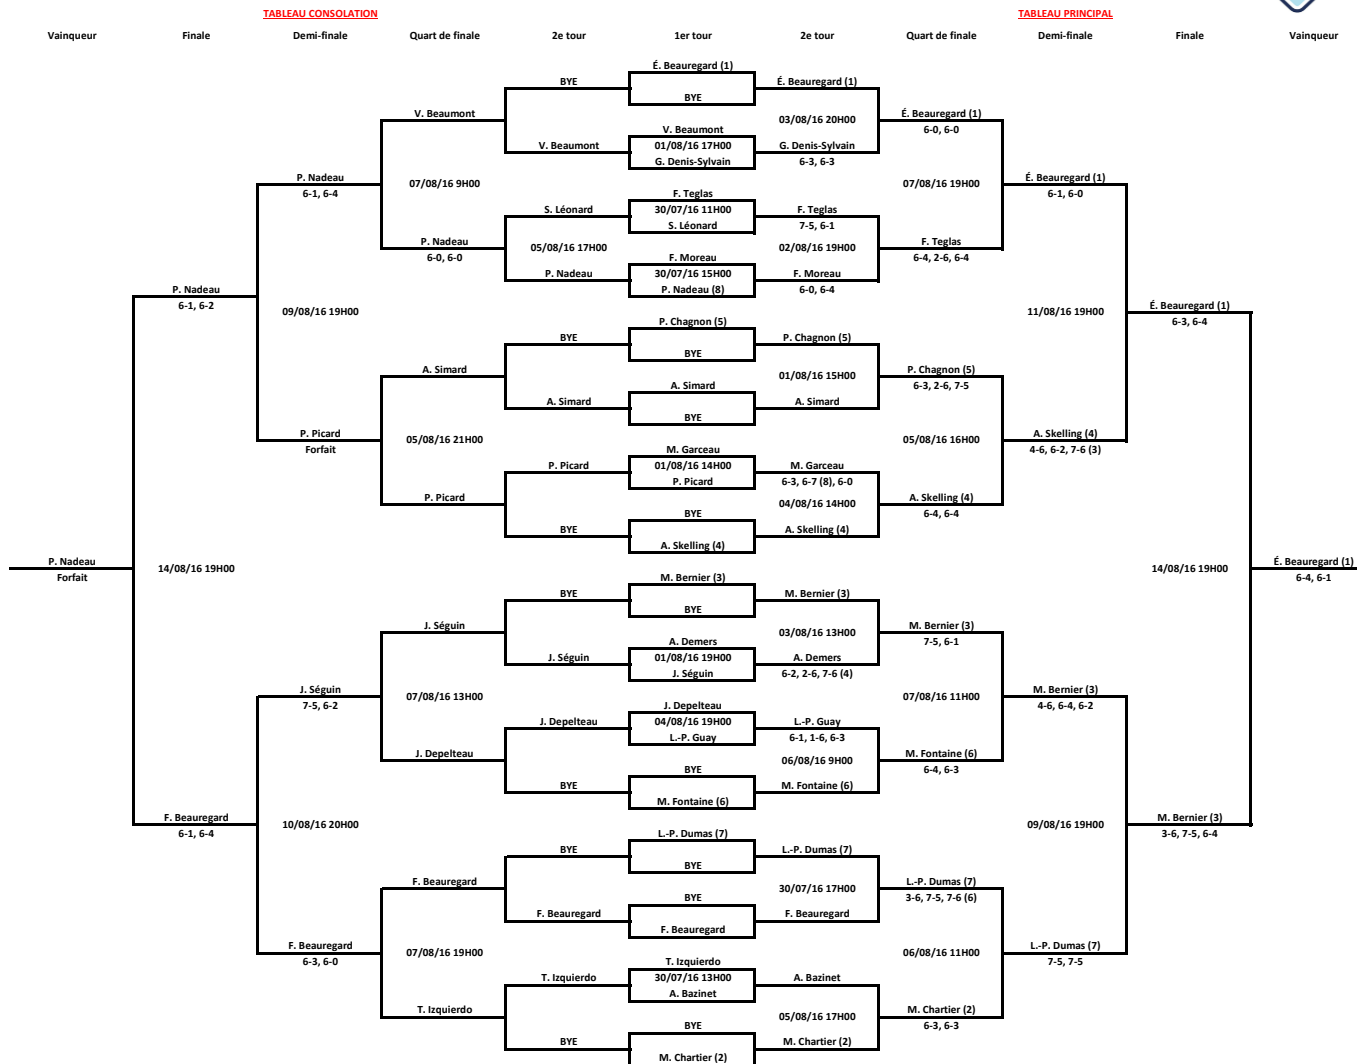 TABLEAU CONSOLATION TABLEAU PRINCIPAL
Vainqueur Finale Demi-finale Quart de finale 2e tour 1er tour 2e tour Quart de finale Demi-finale Finale Vainqueur
É. Beauregard (1)
BYE É. Beauregard (1)
BYE
V. Beaumont É. Beauregard (1)
03/08/16 20H00
6-0, 6-0
V. Beaumont
V. Beaumont 01/08/16 17H00 G. Denis-Sylvain
G. Denis-Sylvain 6-3, 6-3
P. Nadeau 07/08/16 9H00 07/08/16 19H00 É. Beauregard (1)
6-1, 6-4 F. Teglas 6-1, 6-0
S. Léonard 30/07/16 11H00 F. Teglas
S. Léonard 7-5, 6-1
P. Nadeau F. Teglas
05/08/16 17H00 02/08/16 19H00
6-0, 6-0 F. Moreau 6-4, 2-6, 6-4
P. Nadeau 30/07/16 15H00 F. Moreau
P. Nadeau P. Nadeau (8) 6-0, 6-4
6-1, 6-2 É. Beauregard (1)
09/08/16 19H00 11/08/16 19H00
P. Chagnon (5) 6-3, 6-4
BYE P. Chagnon (5)
BYE
A. Simard 01/08/16 15H00 P. Chagnon (5)
A. Simard 6-3, 2-6, 7-5
A. Simard A. Simard
BYE
P. Picard A. Skelling (4)
05/08/16 21H00 05/08/16 16H00
Forfait M. Garceau 4-6, 6-2, 7-6 (3)
P. Picard 01/08/16 14H00 M. Garceau
P. Picard 6-3, 6-7 (8), 6-0
P. Picard 04/08/16 14H00 A. Skelling (4)
BYE 6-4, 6-4
BYE A. Skelling (4)
A. Skelling (4)
P. Nadeau É. Beauregard (1)
14/08/16 19H00 14/08/16 19H00
Forfait M. Bernier (3) 6-4, 6-1
BYE M. Bernier (3)
BYE
J. Séguin M. Bernier (3)
03/08/16 13H00
A. Demers 7-5, 6-1
J. Séguin 01/08/16 19H00 A. Demers
J. Séguin 6-2, 2-6, 7-6 (4)
J. Séguin 07/08/16 13H00 07/08/16 11H00 M. Bernier (3)
7-5, 6-2 J. Depelteau 4-6, 6-4, 6-2
J. Depelteau 04/08/16 19H00 L.-P. Guay
L.-P. Guay 6-1, 1-6, 6-3
J. Depelteau 06/08/16 9H00 M. Fontaine (6)
BYE 6-4, 6-3
BYE M. Fontaine (6)
M. Fontaine (6)
F. Beauregard M. Bernier (3)
10/08/16 20H00 09/08/16 19H00
6-1, 6-4 L.-P. Dumas (7) 3-6, 7-5, 6-4
BYE L.-P. Dumas (7)
BYE
F. Beauregard 30/07/16 17H00 L.-P. Dumas (7)
BYE 3-6, 7-5, 7-6 (6)
F. Beauregard F. Beauregard
F. Beauregard
F. Beauregard 07/08/16 19H00 06/08/16 11H00 L.-P. Dumas (7)
6-3, 6-0 T. Izquierdo 7-5, 7-5
T. Izquierdo 30/07/16 13H00 A. Bazinet
A. Bazinet
T. Izquierdo 05/08/16 17H00 M. Chartier (2)
BYE 6-3, 6-3
BYE M. Chartier (2)
M. Chartier (2)